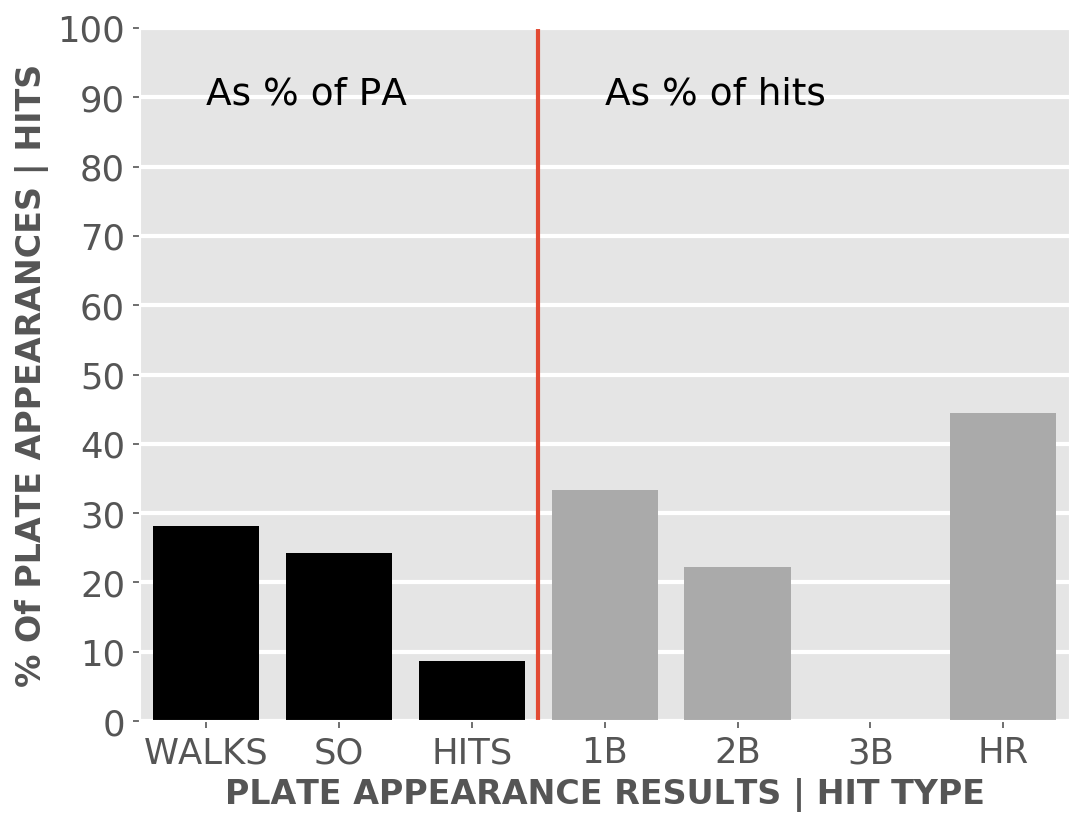 100
90
80
70
60
50
40
30
20
10
0
% Of PLATE APPEARANCES | HITS
As % of PA
As % of hits
WALKS SO HITS 1B 2B 3B HR
PLATE APPEARANCE RESULTS | HIT TYPE